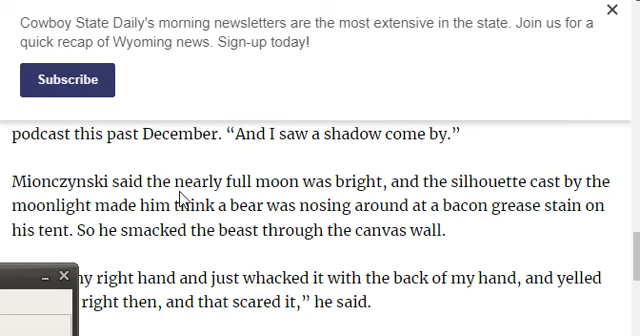 Cowboy State Daily's morning newsletters are the most extensive in the state. Join us for a
quick recap of Wyoming news. Sign-up today!
Subscribe
podcast this past December. “And I saw a shadow come by.”
Mionczynski said the nearly full moon was bright, and the silhouette cast by the
moonlight made him think a bear was nosing around at a bacon grease stain on
his tent. So he smacked the beast through the canvas wall.
my right hand and just whacked it with the back of my hand, and yelled
right then, and that scared it,” he said.